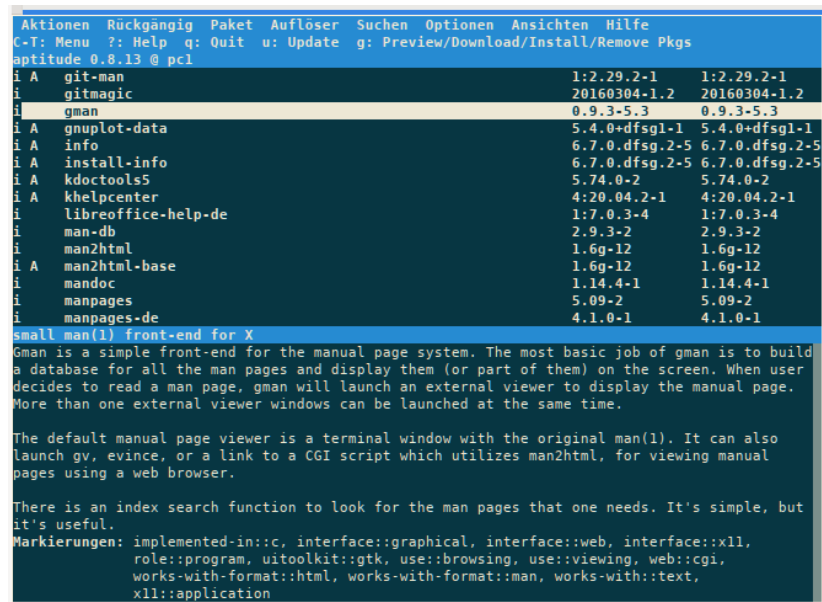 Aktionen Rückgängig Paket Auflöser Suchen Optionen Ansichten Hilfe
C-T: Menu ?: Help q: Quit u: Update g: Preview/Download/Install/Remove Pkgs
aptitude 0.8.13 @ pc1
i A git-man 1:2.29.2-1 1:2.29.2-1
i gitmagic 20160304-1.2 20160304-1.2
i gman 0.9.3-5.3 0.9.3-5.3
i A gnuplot-data 5.4.0+dfsg1-1 5.4.0+dfsg1-1
i A info 6.7.0.dfsg.2-5 6.7.0.dfsg.2-5
i A install-info 6.7.0.dfsg.2-5 6.7.0.dfsg.2-5
i A kdoctools5 5.74.0-2 5.74.0-2
i A khelpcenter 4:20.04.2-1 4:20.04.2-1
i libreoffice-help-de 1:7.0.3-4 1:7.0.3-4
i man-db 2.9.3-2 2.9.3-2
i man2html 1.6g-12 1.6g-12
i A man2html-base 1.6g-12 1.6g-12
i mandoc 1.14.4-1 1.14.4-1
i manpages 5.09-2 5.09-2
i manpages-de 4.1.0-1 4.1.0-1
small man(1) front-end for X
Gman is a simple front-end for the manual page system. The most basic job of gman is to build
a database for all the man pages and display them (or part of them) on the screen. When user
decides to read a man page, gman will launch an external viewer to display the manual page.
More than one external viewer windows can be launched at the same time.
The default manual page viewer is a terminal window with the original man(1). It can also
launch gv, evince, or a link to a CGI script which utilizes man2html, for viewing manual
pages using a web browser.
There is an index search function to look for the man pages that one needs. It's simple, but
it's useful.
Markierungen: implemented-in::c, interface::graphical, interface::web, interface::x11,
role::program, uitoolkit::gtk, use::browsing, use::viewing, web::cgi,
works-with-format::html, works-with-format::man, works-with::text,
x11::application